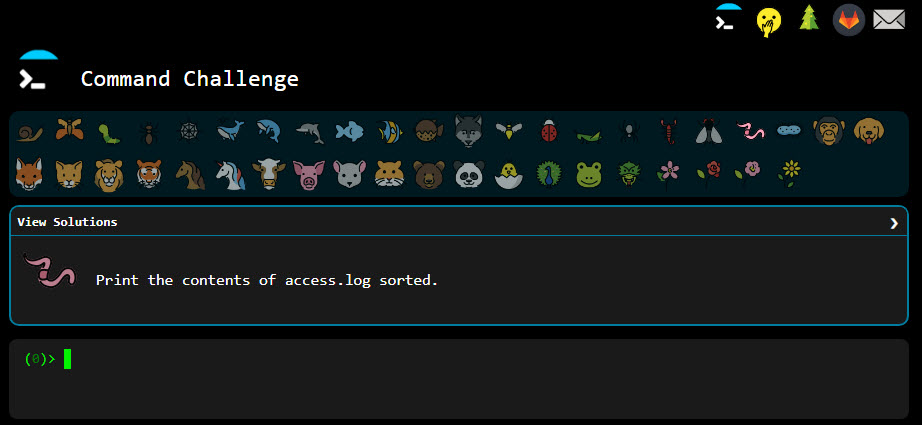 Command Challenge
View Solutions
Print the contents of access.log sorted.
(0)>